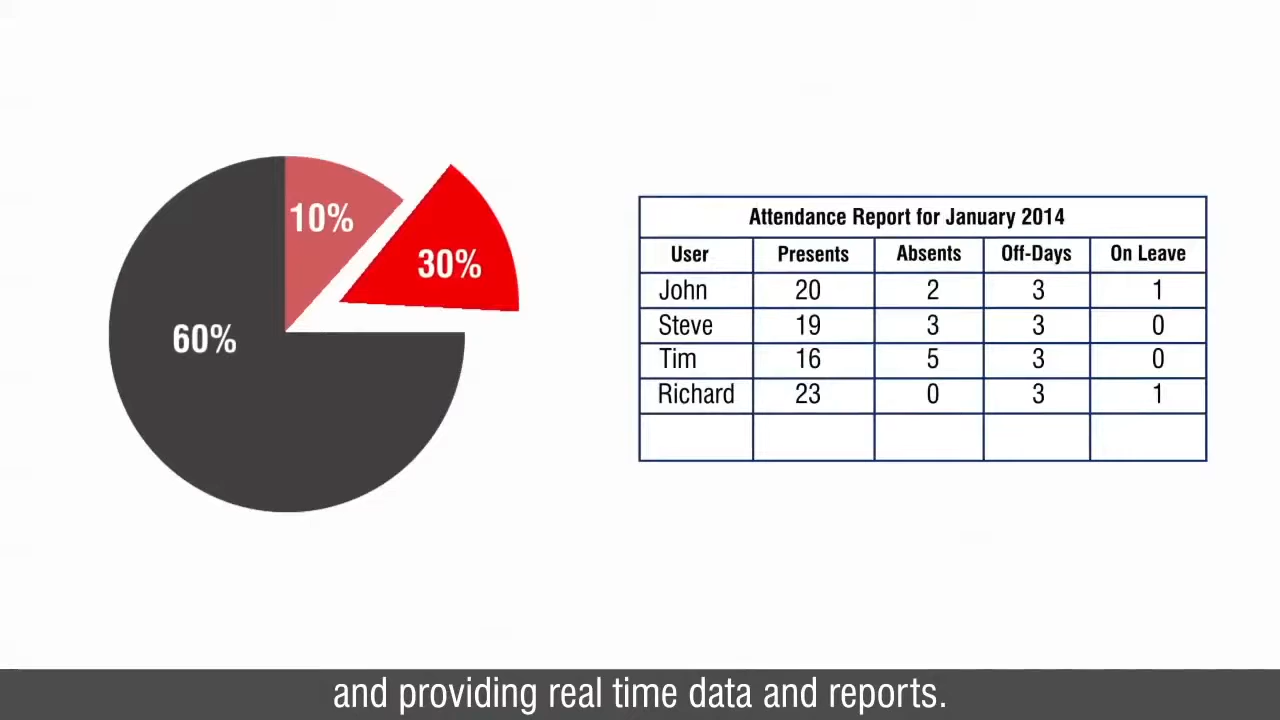 10%
30%
60%
Attendance Report for January 2014
User Presents Absents Off-Days On Leave
John 20 2 3 1
Steve 19 3 3 0
Tim 16 5 3 0
Richard 23 0 3 1
and providing real time data and reports.